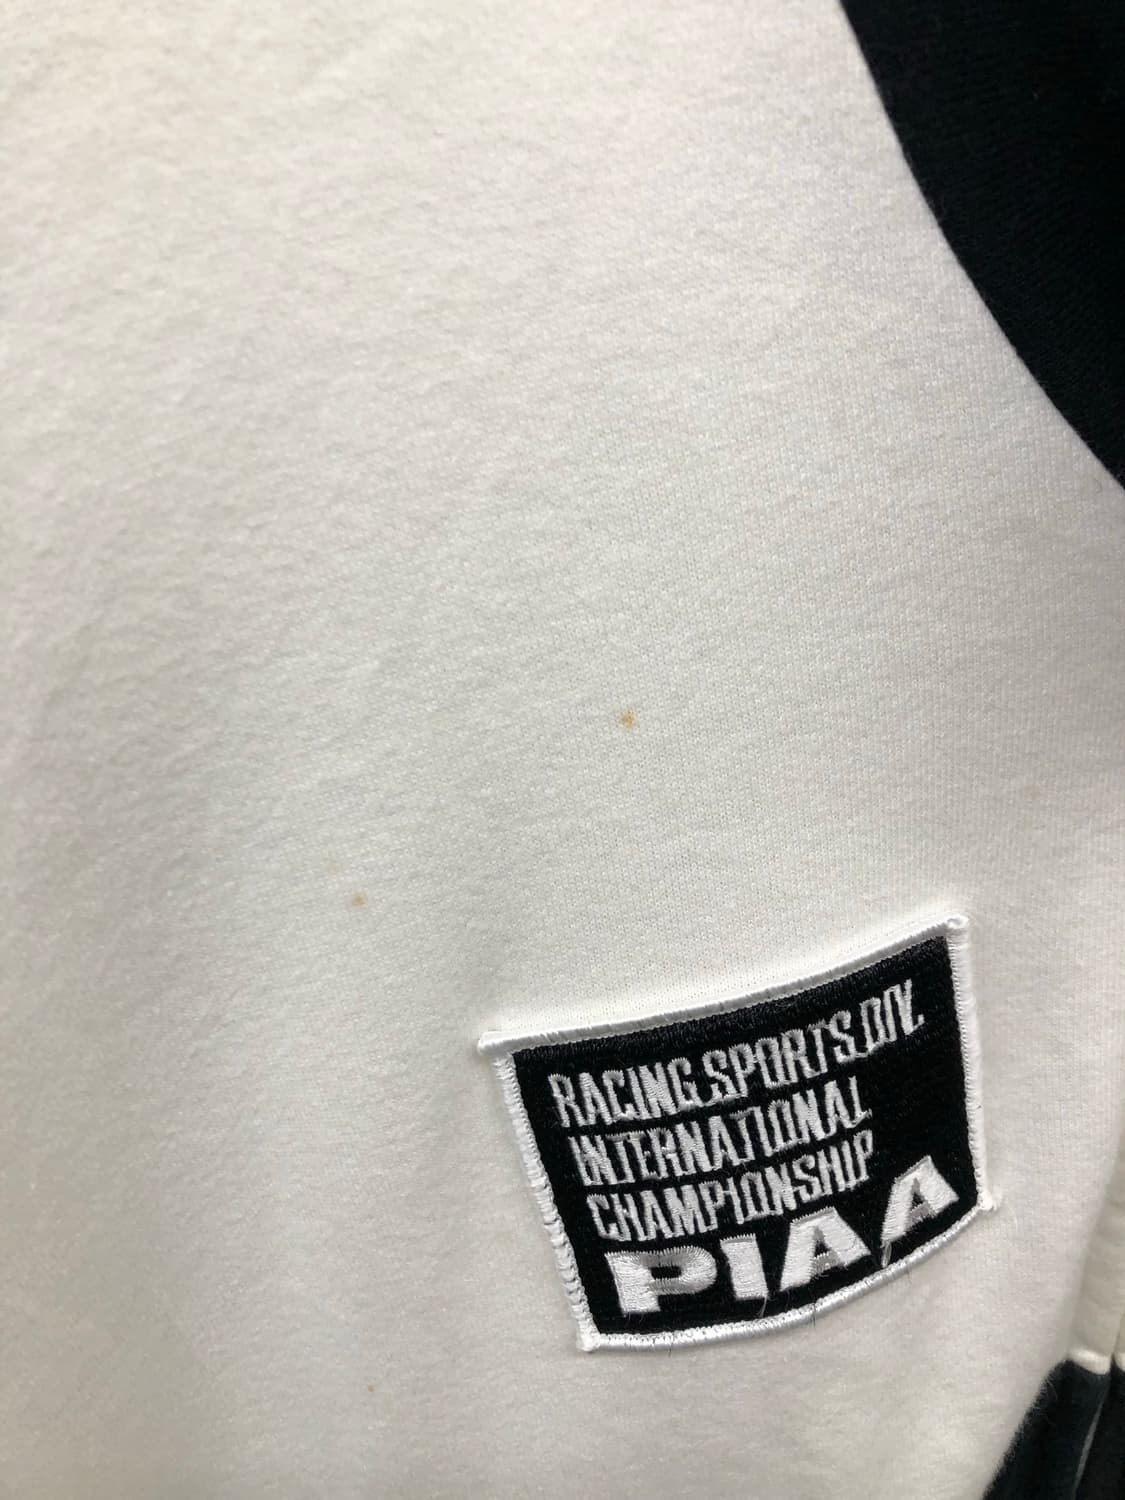 RACING.SPORTS.DIV.
INTERNATIONAL
CHAMPIONSHIP
PIAA